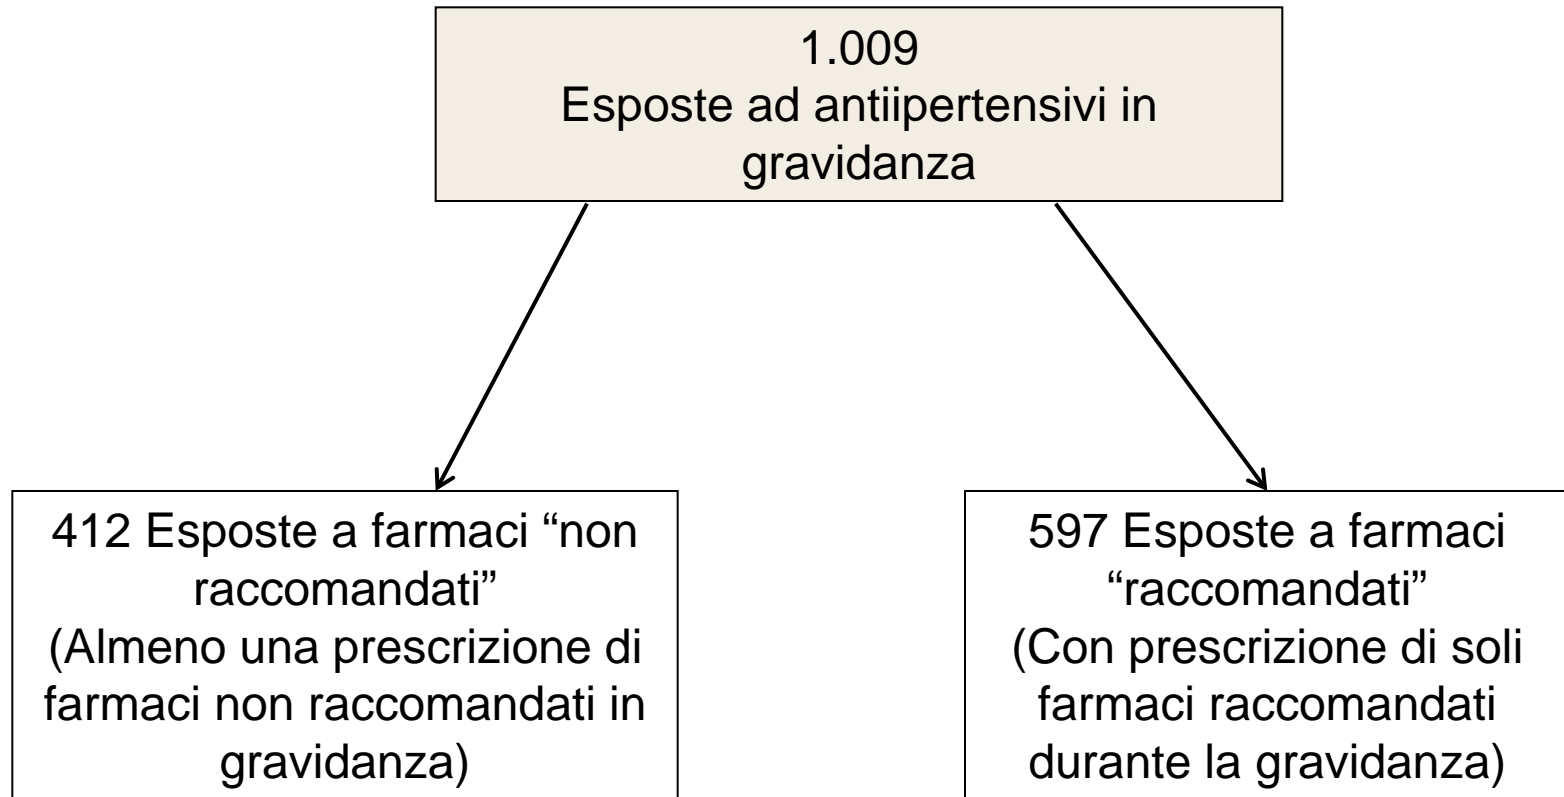 1.009
Esposte ad antiipertensivi in
gravidanza
412 Esposte a farmaci “non
raccomandati”
(Almeno una prescrizione di
farmaci non raccomandati in
gravidanza)
597 Esposte a farmaci
“raccomandati”
(Con prescrizione di soli
farmaci raccomandati
durante la gravidanza)